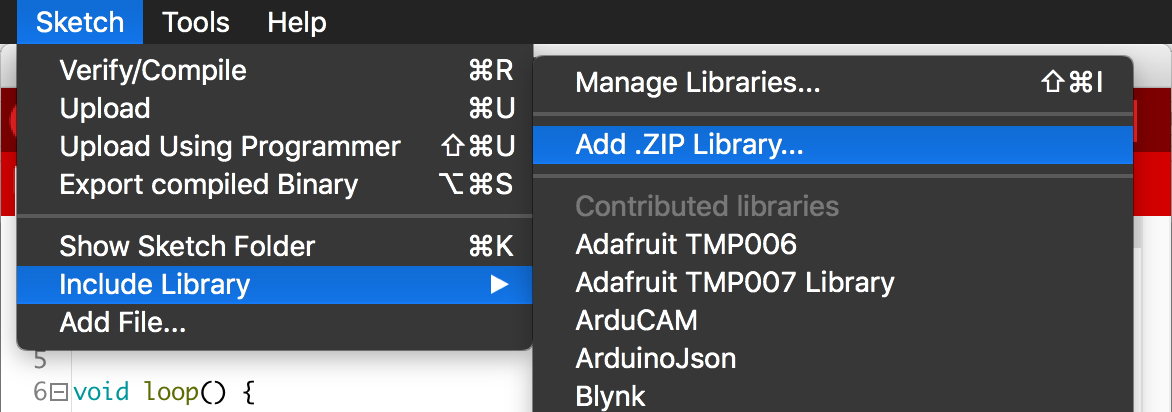 Sketch Tools Help
Verify/Compile ⌘R
Upload ⌘U
Upload Using Programmer ⇧⌘U
Export compiled Binary ⌥⌘S
Show Sketch Folder ⌘K
Include Library ▶
Add File...
Manage Libraries... ⇧⌘I
Add .ZIP Library...
Contributed libraries
Adafruit TMP006
Adafruit TMP007 Library
ArduCAM
ArduinoJson
Blynk
5
6 void loop() {